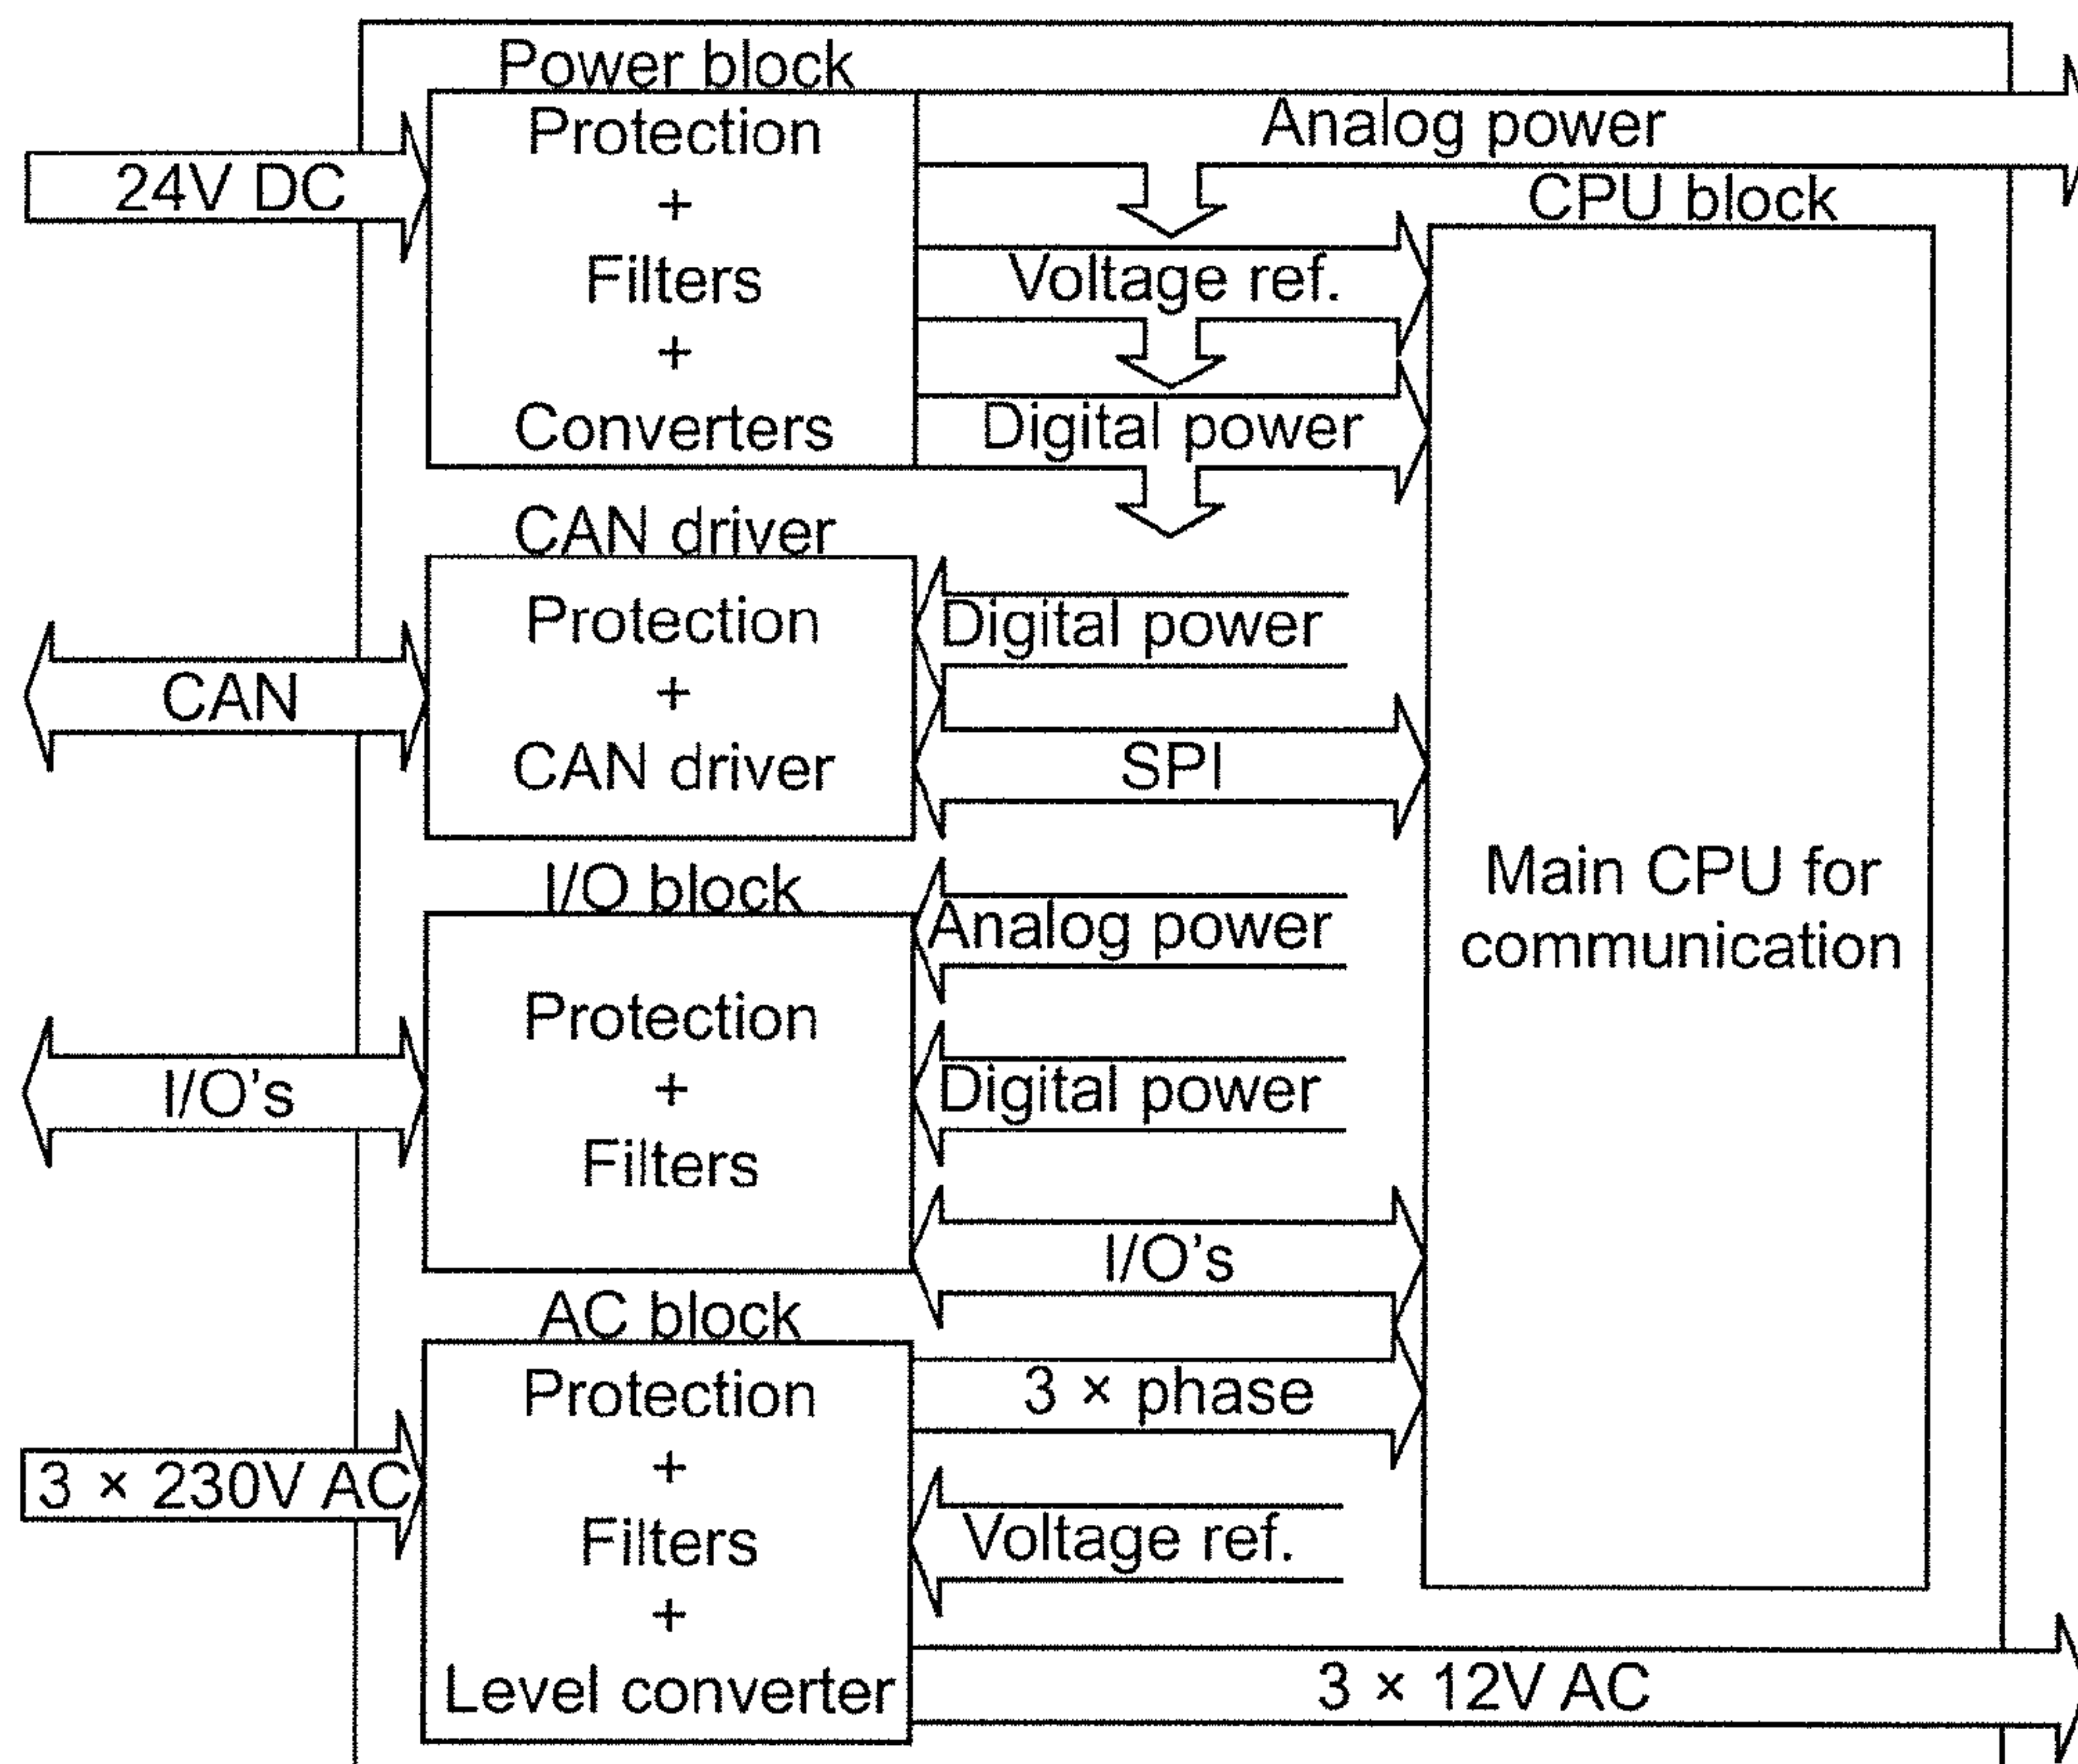 Power block
Protection
+
Filters
+
Converters
24V DC
Analog power
Voltage ref.
Digital power
CPU block
Main CPU for
communication
CAN driver
Protection
+
CAN driver
CAN
Digital power
SPI
I/O block
Protection
+
Filters
I/O's
Analog power
Digital power
I/O's
AC block
Protection
+
Filters
+
Level converter
3 × 230V AC
3 × phase
Voltage ref.
3 × 12V AC